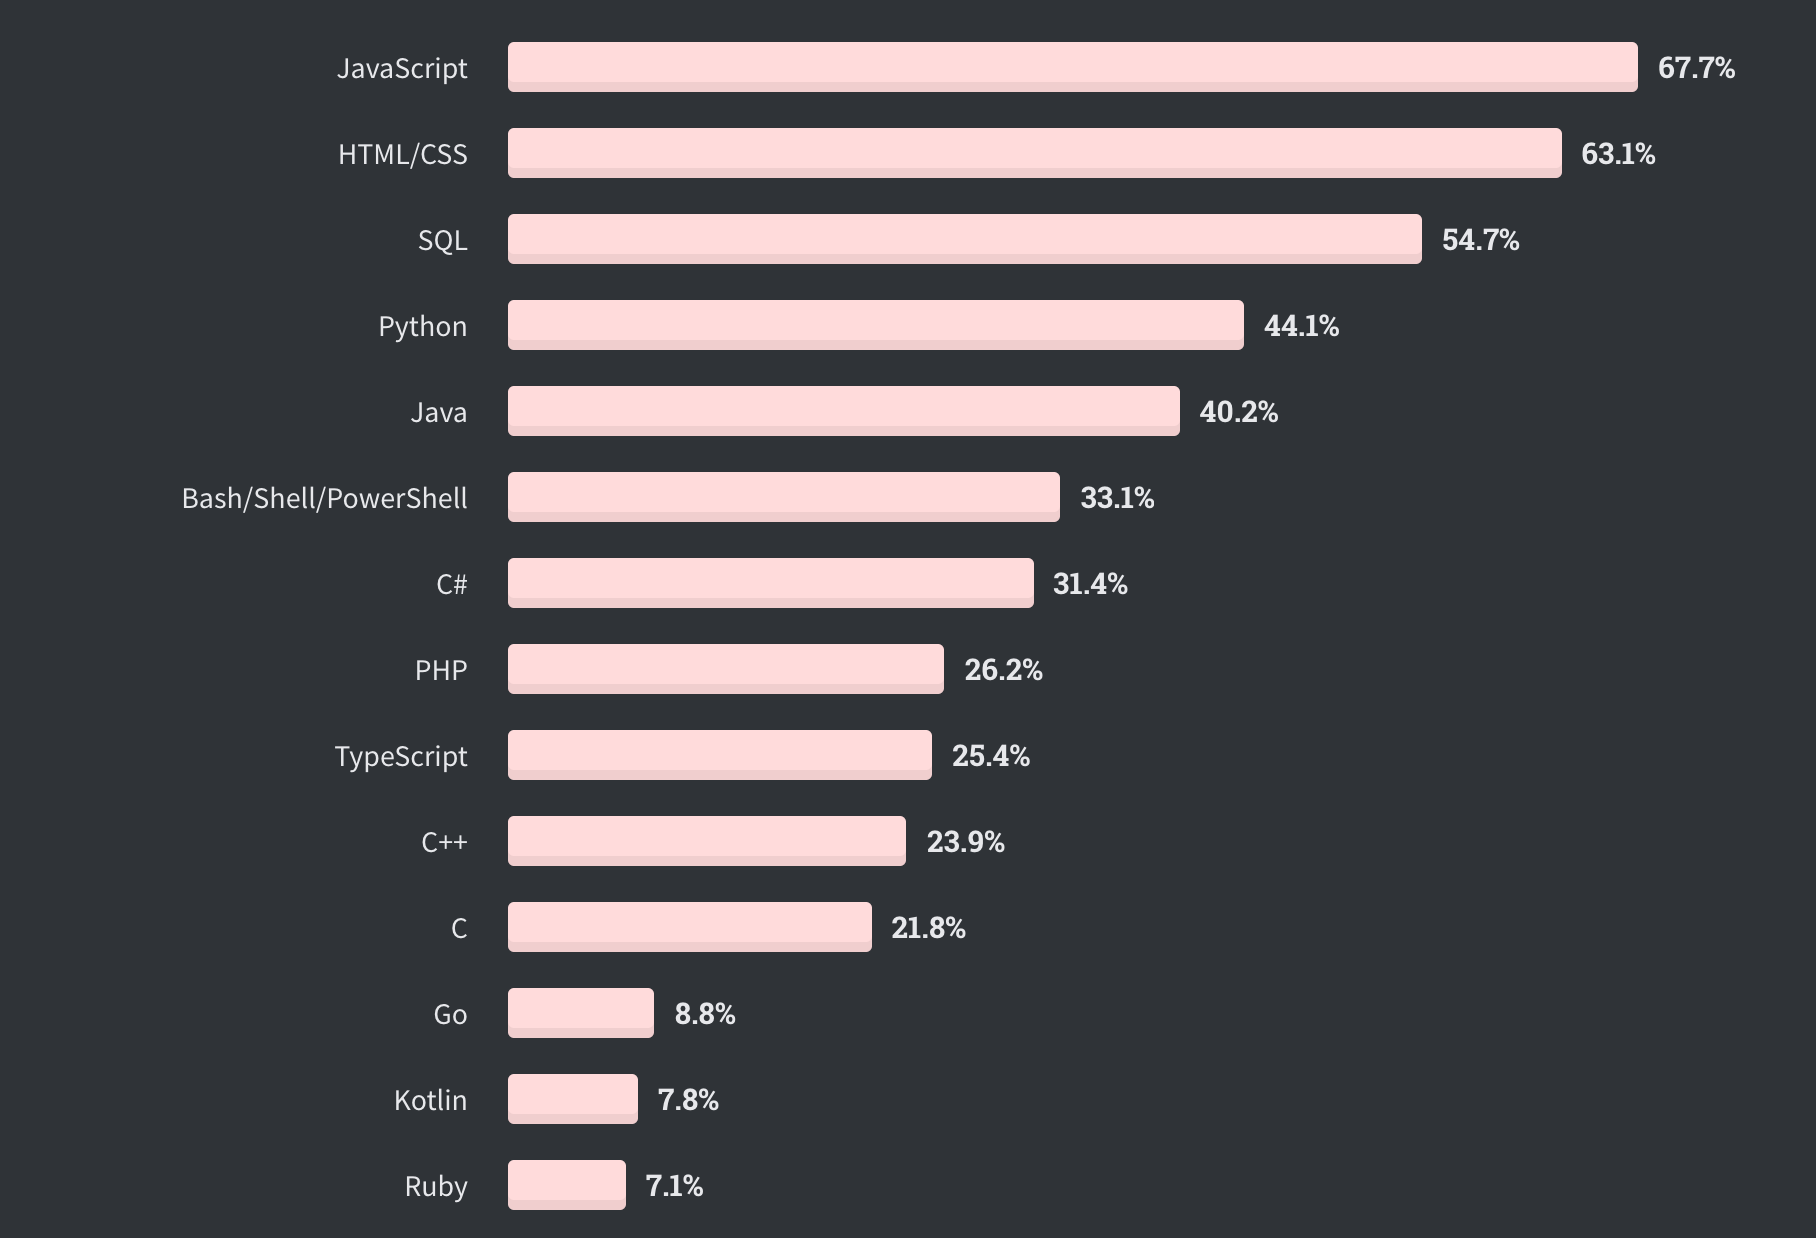 JavaScript 67.7%
HTML/CSS 63.1%
SQL 54.7%
Python 44.1%
Java 40.2%
Bash/Shell/PowerShell 33.1%
C# 31.4%
PHP 26.2%
TypeScript 25.4%
C++ 23.9%
C 21.8%
Go 8.8%
Kotlin 7.8%
Ruby 7.1%